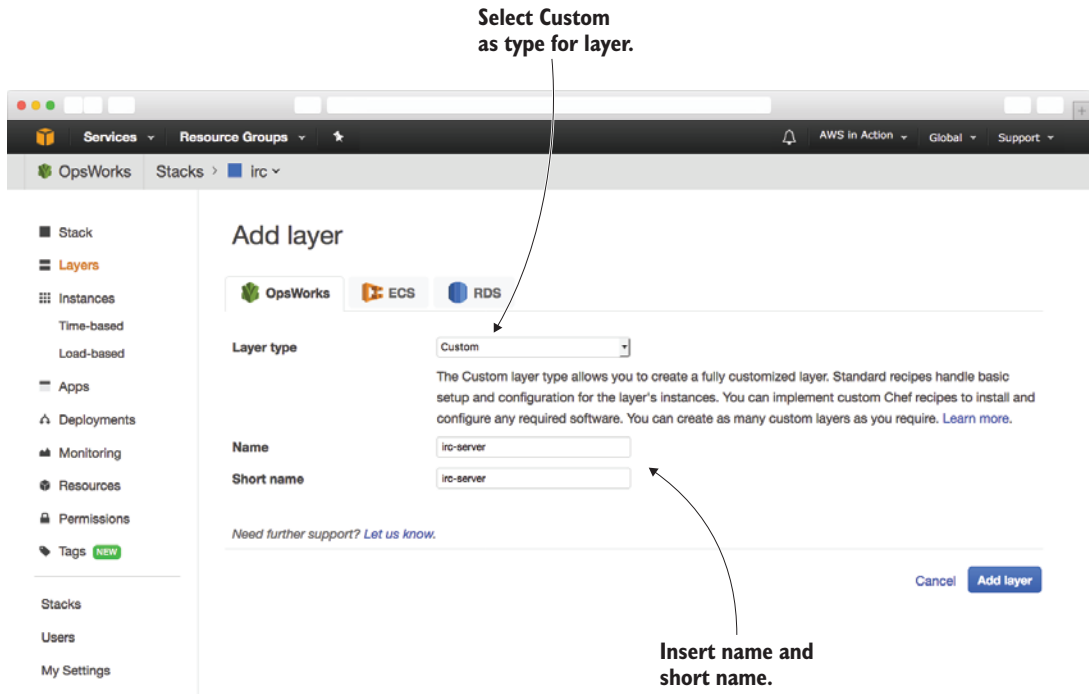 Select Custom
as type for layer.
Services Resource Groups AWS in Action Global Support
OpsWorks Stacks > irc
Stack
Layers
Instances
Time-based
Load-based
Apps
Deployments
Monitoring
Resources
Permissions
Tags NEW
Stacks
Users
My Settings
Add layer
OpsWorks ECS RDS
Layer type Custom
The Custom layer type allows you to create a fully customized layer. Standard recipes handle basic
setup and configuration for the layer's instances. You can implement custom Chef recipes to install and
configure any required software. You can create as many custom layers as you require. Learn more.
Name irc-server
Short name irc-server
Need further support? Let us know.
Cancel Add layer
Insert name and
short name.